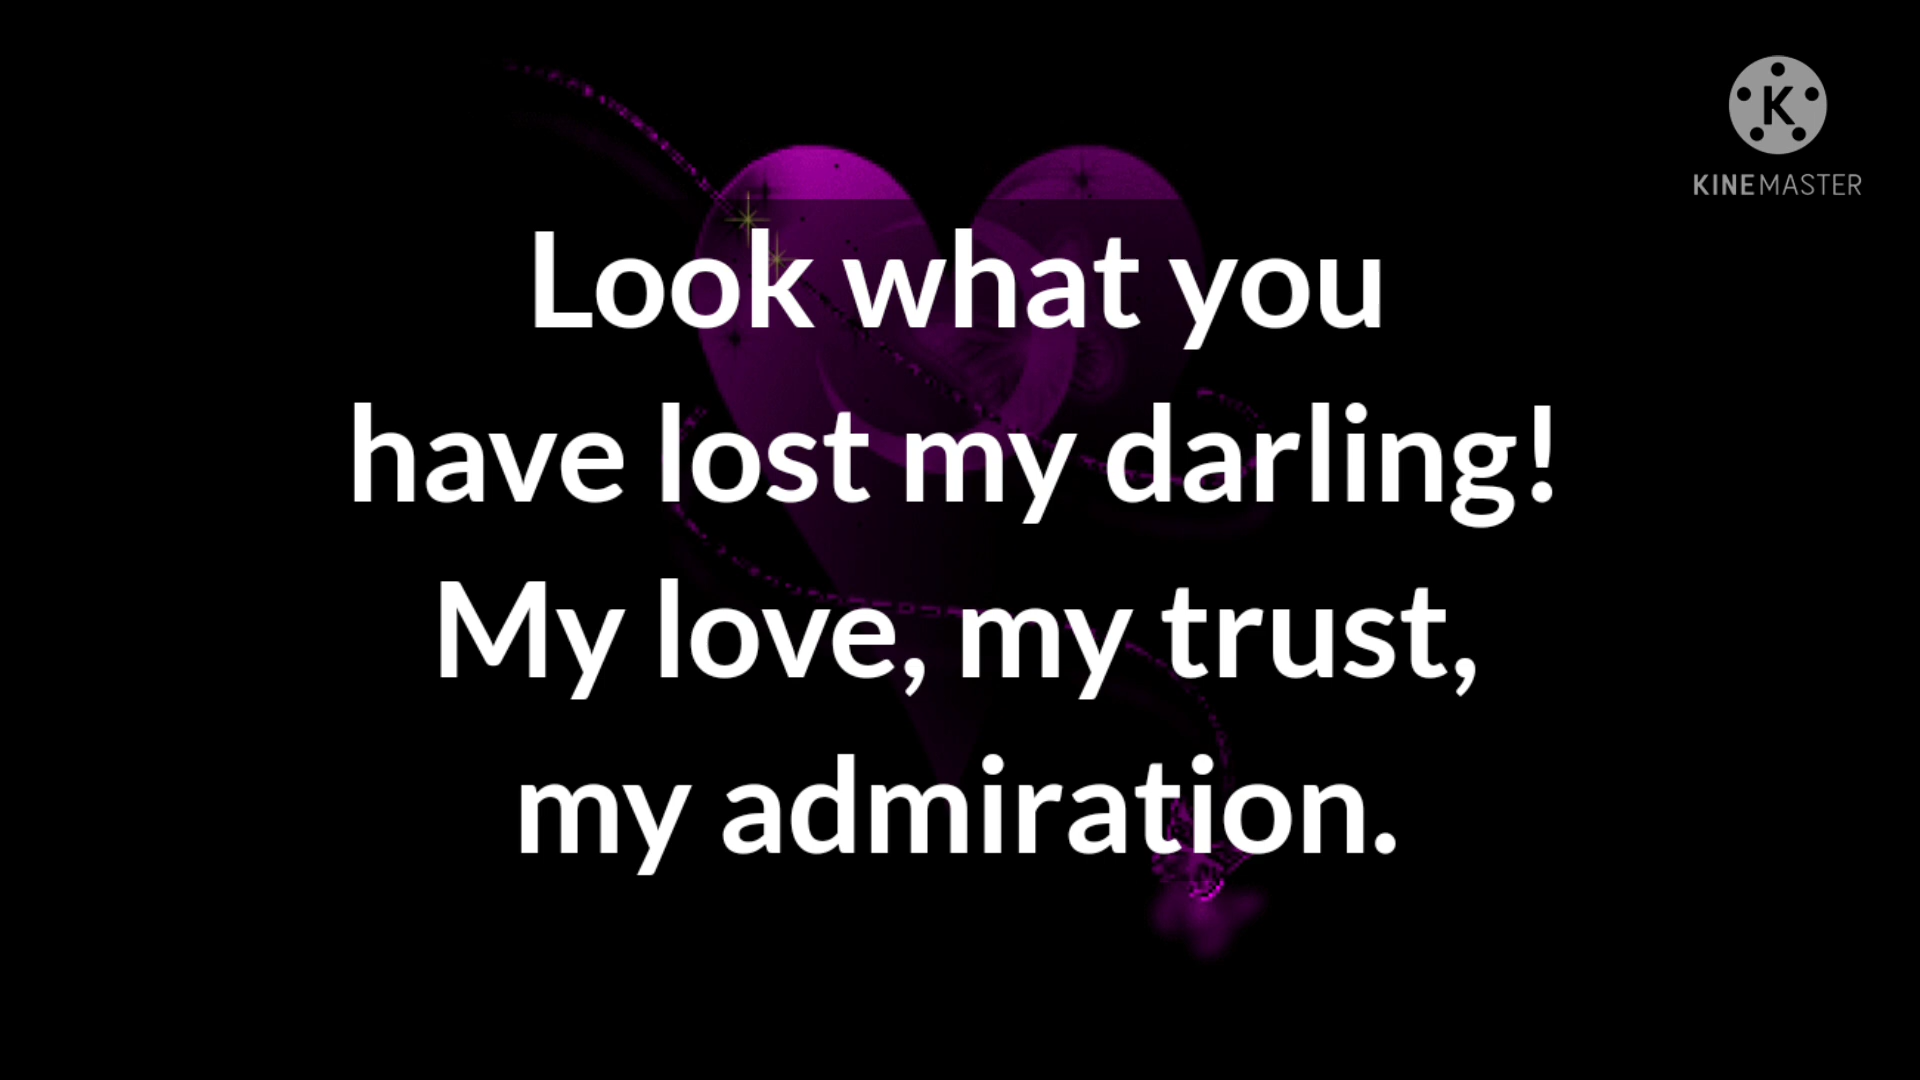 K
KINEMASTER
Look what you
have lost my darling!
My love, my trust,
my admiration.